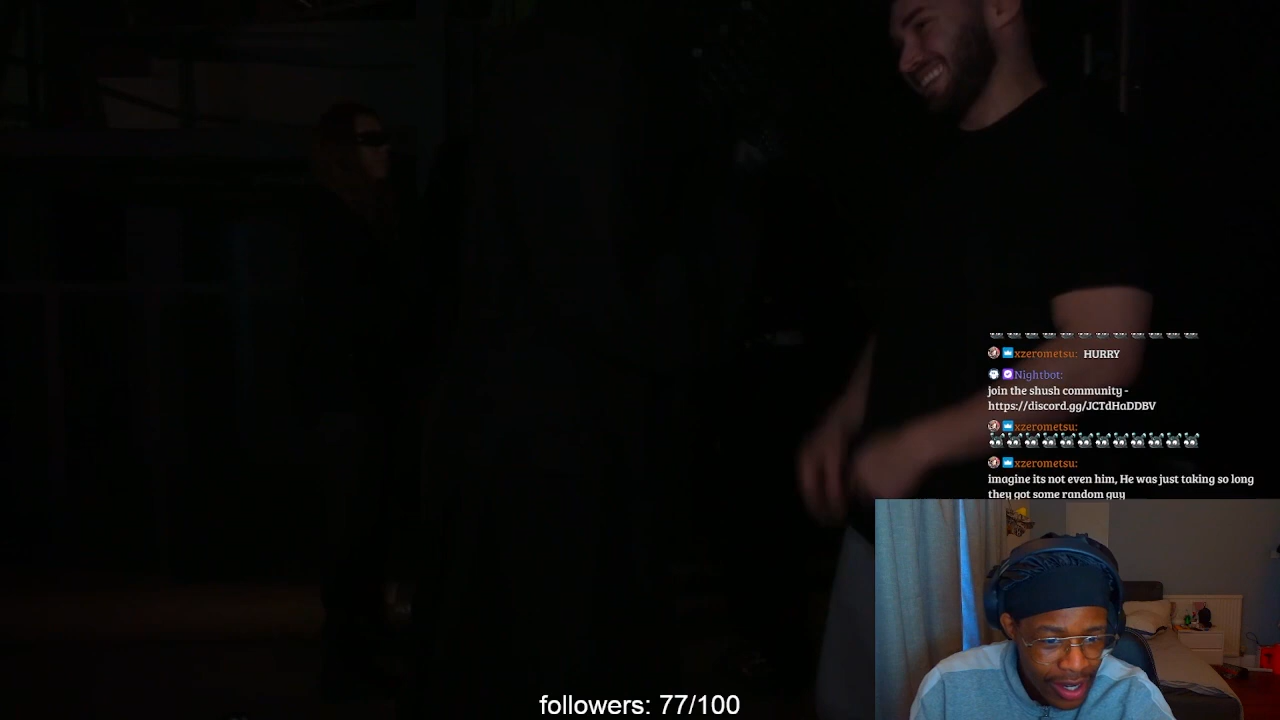 xzerometsu: HURRY
Nightbot:
join the shush community -
https://discord.gg/JCTdHaDDBV
xzerometsu:
xzerometsu:
imagine its not even him, He was just taking so long
they got some random guy
followers: 77/100